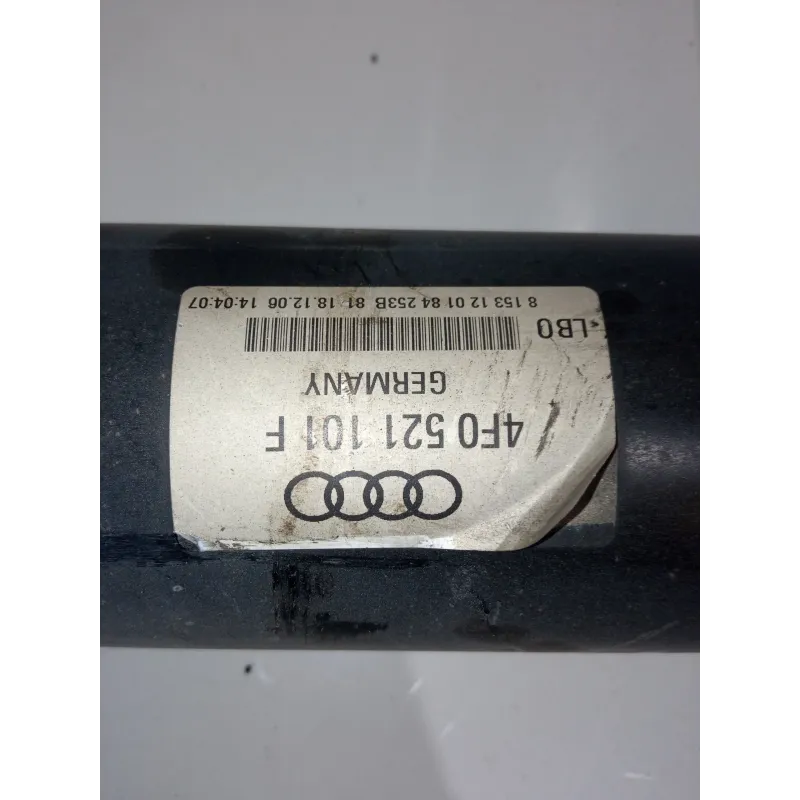 4F0 521 101 F
GERMANY
LB0
8 153 12 01 84 253B 81 18.12.06 14:04:07